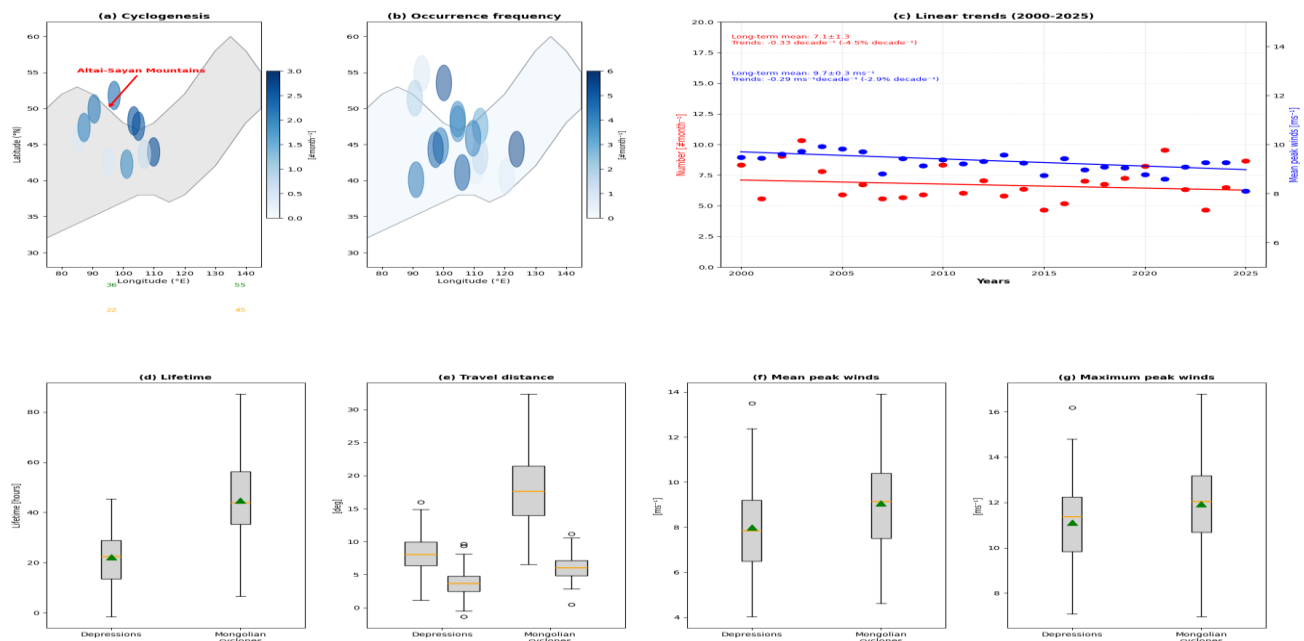 (a) Cyclogenesis
60
55
50
45
40
35
30
Latitude (°N)
Altai-Sayan Mountains
80 90 100 110 120 130 140
Longitude (°E)
3.0
2.5
2.0
1.5
1.0
0.5
0.0
[#month⁻¹]
36 55
22 45
(b) Occurrence frequency
60
55
50
45
40
35
30
80 90 100 110 120 130 140
Longitude (°E)
6
5
4
3
2
1
0
[#month⁻¹]
(c) Linear trends (2000-2025)
Long-term mean: 7.1±1.3
Trends: -0.33 decade⁻¹ (-4.5% decade⁻¹)
Long-term mean: 9.7±0.3 ms⁻¹
Trends: -0.29 ms⁻¹decade⁻¹ (-2.9% decade⁻¹)
20.0
17.5
15.0
12.5
10.0
7.5
5.0
2.5
0.0
Number [#month⁻¹]
2000 2005 2010 2015 2020 2025
Years
14
12
10
8
6
Mean peak winds [ms⁻¹]
(d) Lifetime
80
60
40
20
0
Lifetime [hours]
Depressions Mongolian
cyclones
(e) Travel distance
30
25
20
15
10
5
0
[deg]
Depressions Mongolian
cyclones
(f) Mean peak winds
14
12
10
8
6
4
[ms⁻¹]
Depressions Mongolian
cyclones
(g) Maximum peak winds
16
14
12
10
8
[ms⁻¹]
Depressions Mongolian
cyclones